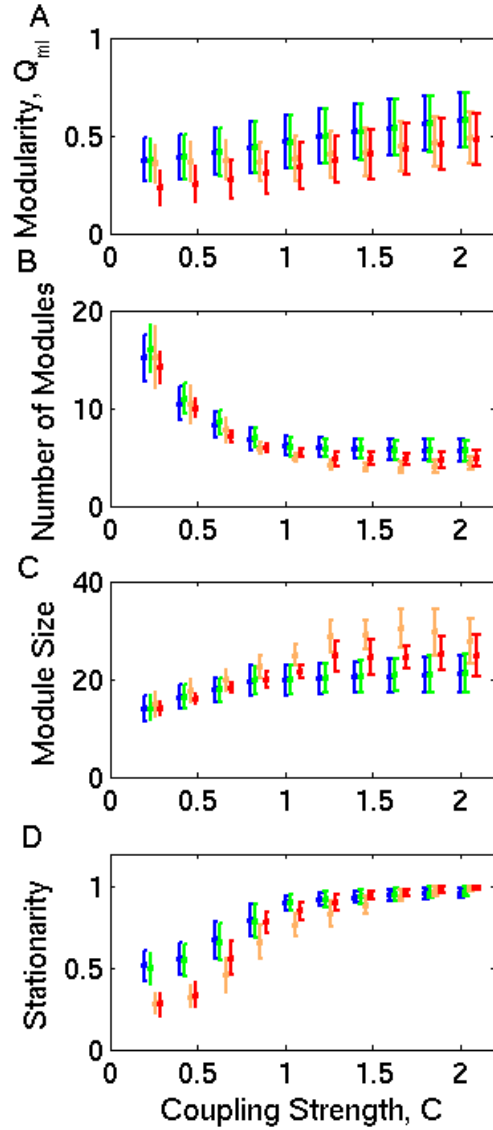 A
Modularity, Q_ml
1
0.5
0
0 0.5 1 1.5 2
B
Number of Modules
20
10
0
0 0.5 1 1.5 2
C
Module Size
40
20
0
0 0.5 1 1.5 2
D
Stationarity
1
0.5
0
0 0.5 1 1.5 2
Coupling Strength, C